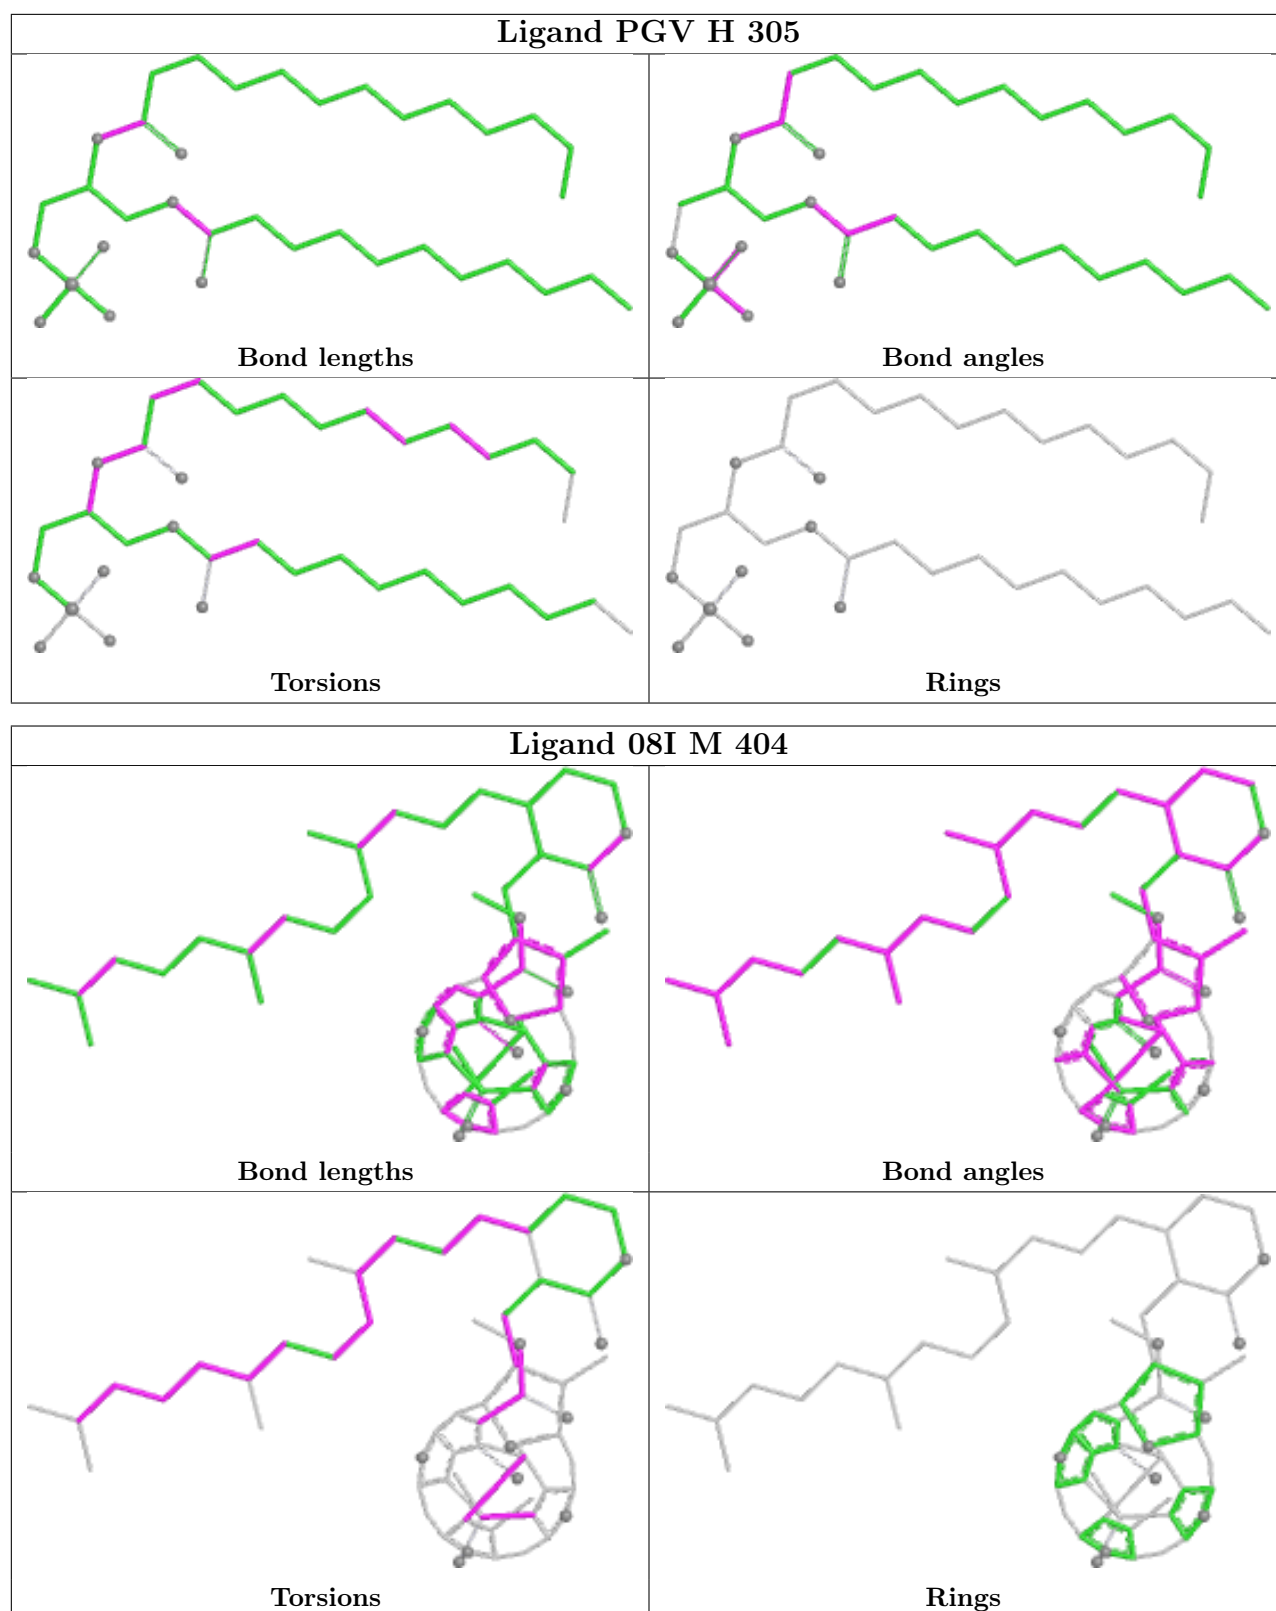 Ligand PGV H 305
Bond lengths
Bond angles
Torsions
Rings
Ligand 08I M 404
Bond lengths
Bond angles
Torsions
Rings